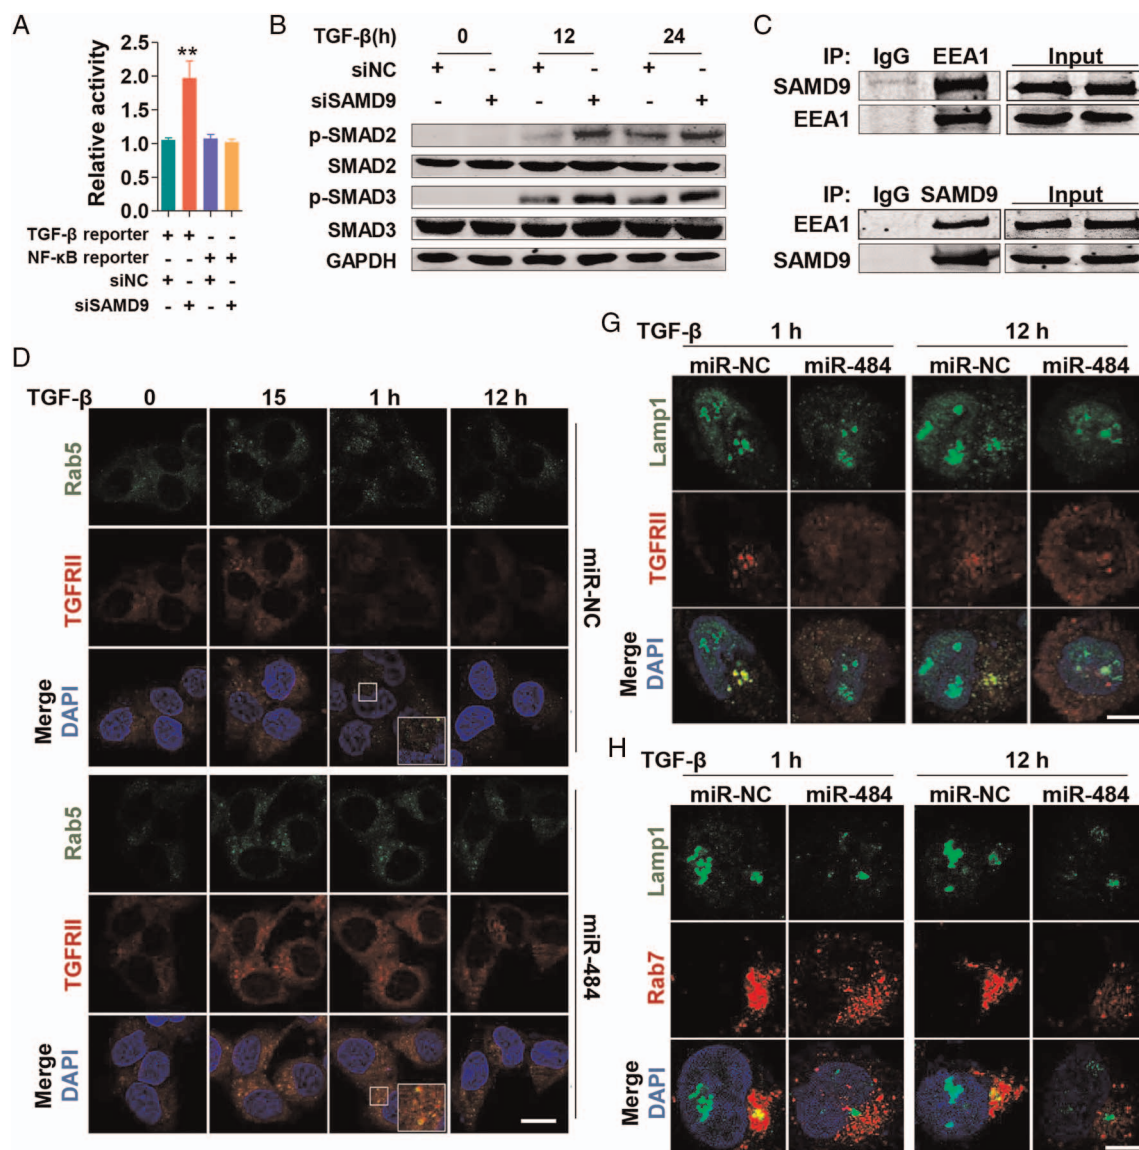 A
2.5
**
2.0
1.5
1.0
0.5
0.0
Relative activity
TGF-β reporter + + - -
NF-κB reporter - - + +
siNC + - + -
siSAMD9 - + - +
B
TGF-β(h) 0 12 24
siNC + - + - + -
siSAMD9 - + - + - +
p-SMAD2
SMAD2
p-SMAD3
SMAD3
GAPDH
C
IP: IgG EEA1 Input
SAMD9
EEA1
IP: IgG SAMD9 Input
EEA1
SAMD9
D
TGF-β 0 15 1 h 12 h
Rab5
TGFRII
Merge
DAPI
miR-NC
Rab5
TGFRII
Merge
DAPI
miR-484
G
TGF-β 1 h 12 h
miR-NC miR-484 miR-NC miR-484
Lamp1
TGFRII
Merge
DAPI
H
TGF-β 1 h 12 h
miR-NC miR-484 miR-NC miR-484
Lamp1
Rab7
Merge
DAPI